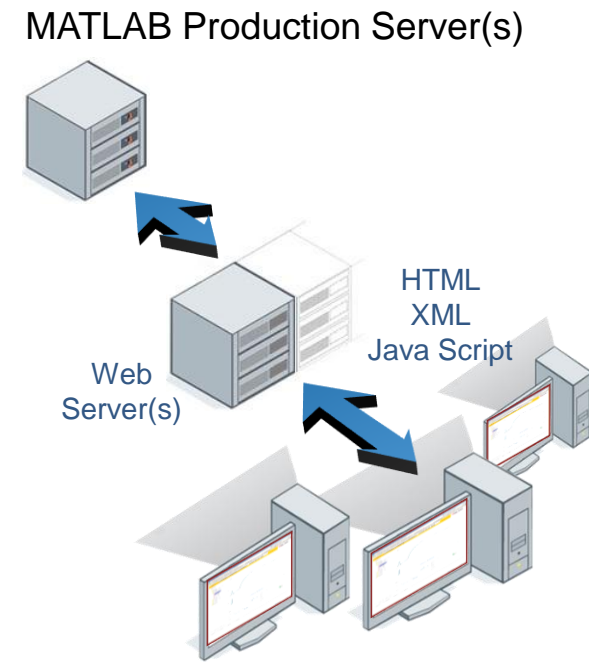 MATLAB Production Server(s)
HTML
XML
Java Script
Web
Server(s)